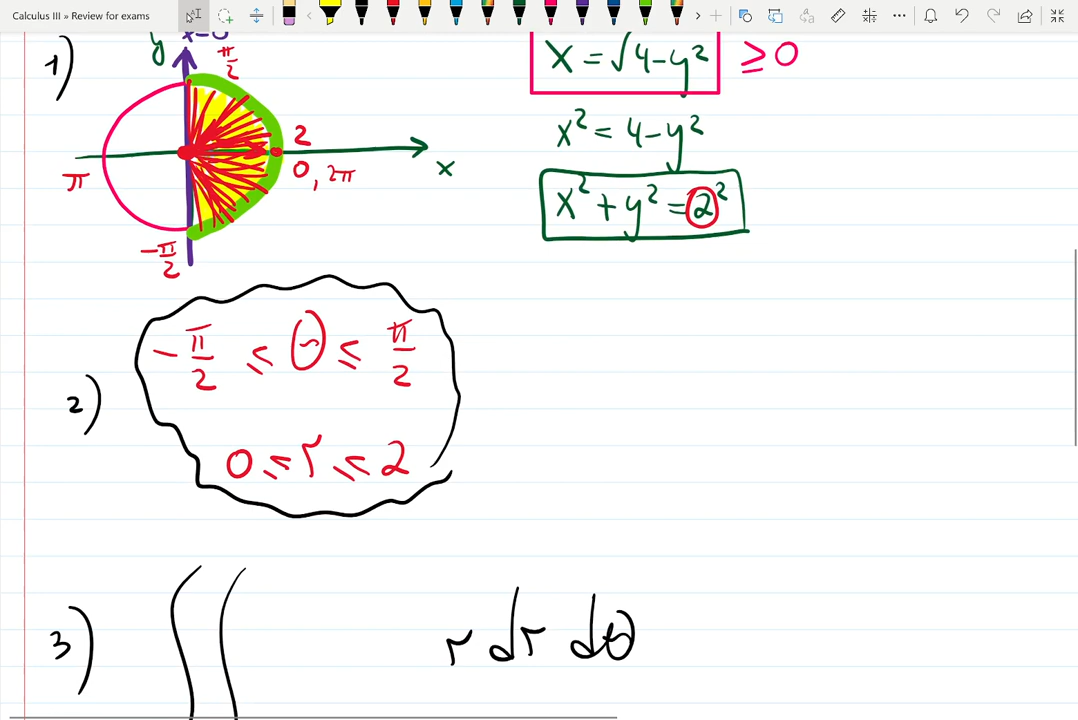 Calculus III » Review for exams
1)
y
x=0
π/2
2
0, 2π
x
π
-π/2
x = √4-y² ≥ 0
x² = 4-y²
x² + y² = 2²
2)
-π/2 ≤ θ ≤ π/2
0 ≤ r ≤ 2
3)
∫∫ r dr dθ